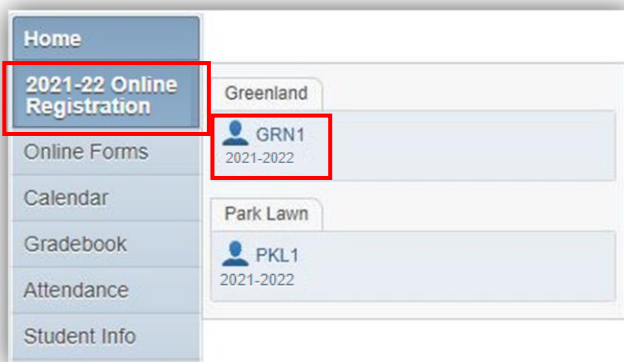 Home
2021-22 Online
Registration
Online Forms
Calendar
Gradebook
Attendance
Student Info
Greenland
GRN1
2021-2022
Park Lawn
PKL1
2021-2022